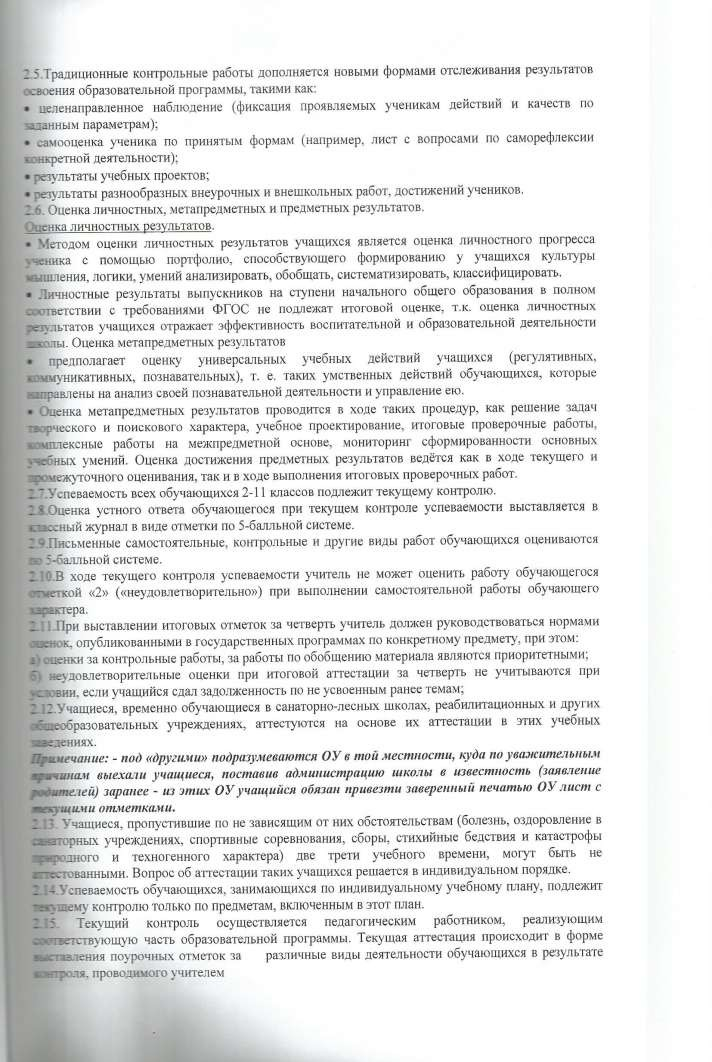 2.5.Традиционные контрольные работы дополняется новыми формами отслеживания результатов
освоения образовательной программы, такими как:
• целенаправленное наблюдение (фиксация проявляемых ученикам действий и качеств по
заданным параметрам);
• самооценка ученика по принятым формам (например, лист с вопросами по саморефлексии
конкретной деятельности);
• результаты учебных проектов;
• результаты разнообразных внеурочных и внешкольных работ, достижений учеников.
2.6. Оценка личностных, метапредметных и предметных результатов.
Оценка личностных результатов.
• Методом оценки личностных результатов учащихся является оценка личностного прогресса
ученика с помощью портфолио, способствующего формированию у учащихся культуры
мышления, логики, умений анализировать, обобщать, систематизировать, классифицировать.
• Личностные результаты выпускников на ступени начального общего образования в полном
соответствии с требованиями ФГОС не подлежат итоговой оценке, т.к. оценка личностных
результатов учащихся отражает эффективность воспитательной и образовательной деятельности
школы. Оценка метапредметных результатов
• предполагает оценку универсальных учебных действий учащихся (регулятивных,
коммуникативных, познавательных), т. е. таких умственных действий обучающихся, которые
направлены на анализ своей познавательной деятельности и управление ею.
• Оценка метапредметных результатов проводится в ходе таких процедур, как решение задач
творческого и поискового характера, учебное проектирование, итоговые проверочные работы,
комплексные работы на межпредметной основе, мониторинг сформированности основных
учебных умений. Оценка достижения предметных результатов ведётся как в ходе текущего и
промежуточного оценивания, так и в ходе выполнения итоговых проверочных работ.
2.7.Успеваемость всех обучающихся 2-11 классов подлежит текущему контролю.
2.8.Оценка устного ответа обучающегося при текущем контроле успеваемости выставляется в
классный журнал в виде отметки по 5-балльной системе.
2.9.Письменные самостоятельные, контрольные и другие виды работ обучающихся оцениваются
по 5-балльной системе.
2.10.В ходе текущего контроля успеваемости учитель не может оценить работу обучающегося
отметкой «2» («неудовлетворительно») при выполнении самостоятельной работы обучающего
характера.
2.11.При выставлении итоговых отметок за четверть учитель должен руководствоваться нормами
оценок, опубликованными в государственных программах по конкретному предмету, при этом:
а) оценки за контрольные работы, за работы по обобщению материала являются приоритетными;
б) неудовлетворительные оценки при итоговой аттестации за четверть не учитываются при
условии, если учащийся сдал задолженность по не усвоенным ранее темам;
2.12.Учащиеся, временно обучающиеся в санаторно-лесных школах, реабилитационных и других
общеобразовательных учреждениях, аттестуются на основе их аттестации в этих учебных
заведениях.
Примечание: - под «другими» подразумеваются ОУ в той местности, куда по уважительным
причинам выехали учащиеся, поставив администрацию школы в известность (заявление
родителей) заранее - из этих ОУ учащийся обязан привезти заверенный печатью ОУ лист с
текущими отметками.
2.13. Учащиеся, пропустившие по не зависящим от них обстоятельствам (болезнь, оздоровление в
санаторных учреждениях, спортивные соревнования, сборы, стихийные бедствия и катастрофы
природного и техногенного характера) две трети учебного времени, могут быть не
аттестованными. Вопрос об аттестации таких учащихся решается в индивидуальном порядке.
2.14.Успеваемость обучающихся, занимающихся по индивидуальному учебному плану, подлежит
текущему контролю только по предметам, включенным в этот план.
2.15. Текущий контроль осуществляется педагогическим работником, реализующим
соответствующую часть образовательной программы. Текущая аттестация происходит в форме
выставления поурочных отметок за различные виды деятельности обучающихся в результате
контроля, проводимого учителем